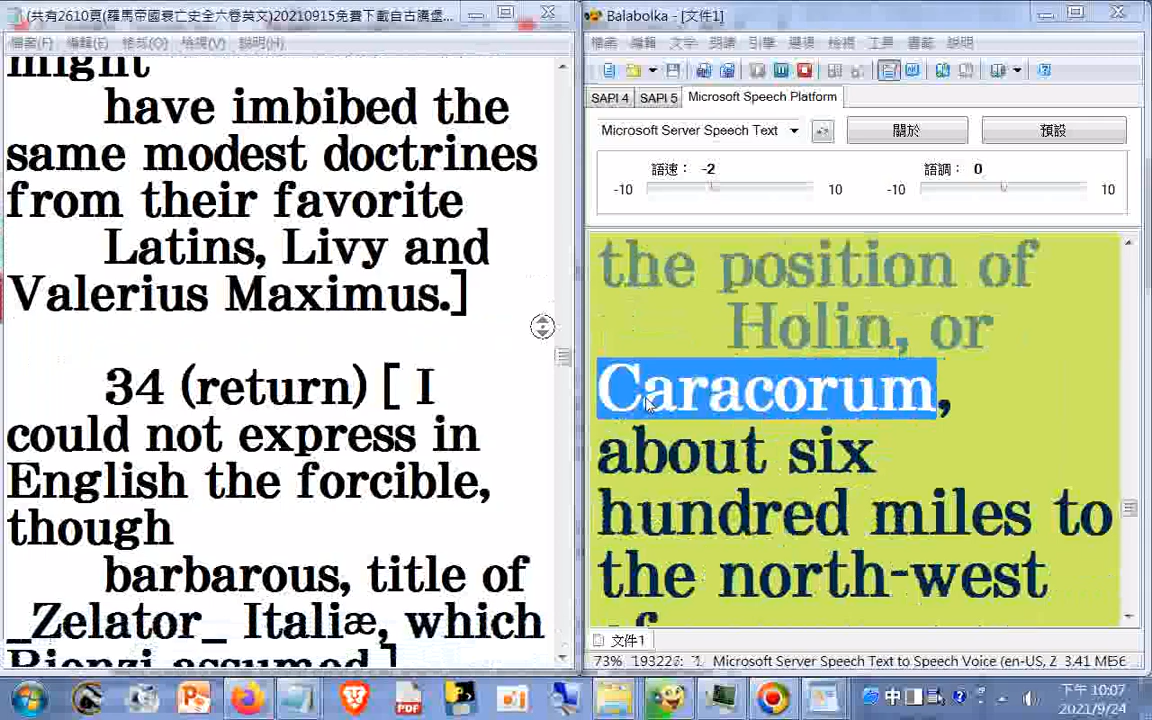 (共有2610頁(羅馬帝國衰亡史全六卷英文)20210915免費下載自古騰堡...
檔案(F) 編輯(E) 格式(O) 檢視(V) 說明(H)
might
have imbibed the
same modest doctrines
from their favorite
Latins, Livy and
Valerius Maximus.]
34 (return) [ I
could not express in
English the forcible,
though
barbarous, title of
_Zelator_ Italiæ, which
Rienzi assumed.]
Balabolka - [文件1]
檔案 編輯 文字 朗讀 引擎 選項 檢視 工具 書籤 說明
SAPI 4 SAPI 5 Microsoft Speech Platform
Microsoft Server Speech Text 關於 預設
語速： -2 語調： 0
-10 10 -10 10
the position of
Holin, or
Caracorum,
about six
hundred miles to
the north-west
of
文件1
73% Microsoft Server Speech Text to Speech Voice (en-US, Z 3.41 MB
中 下午 10:07
2021/9/24